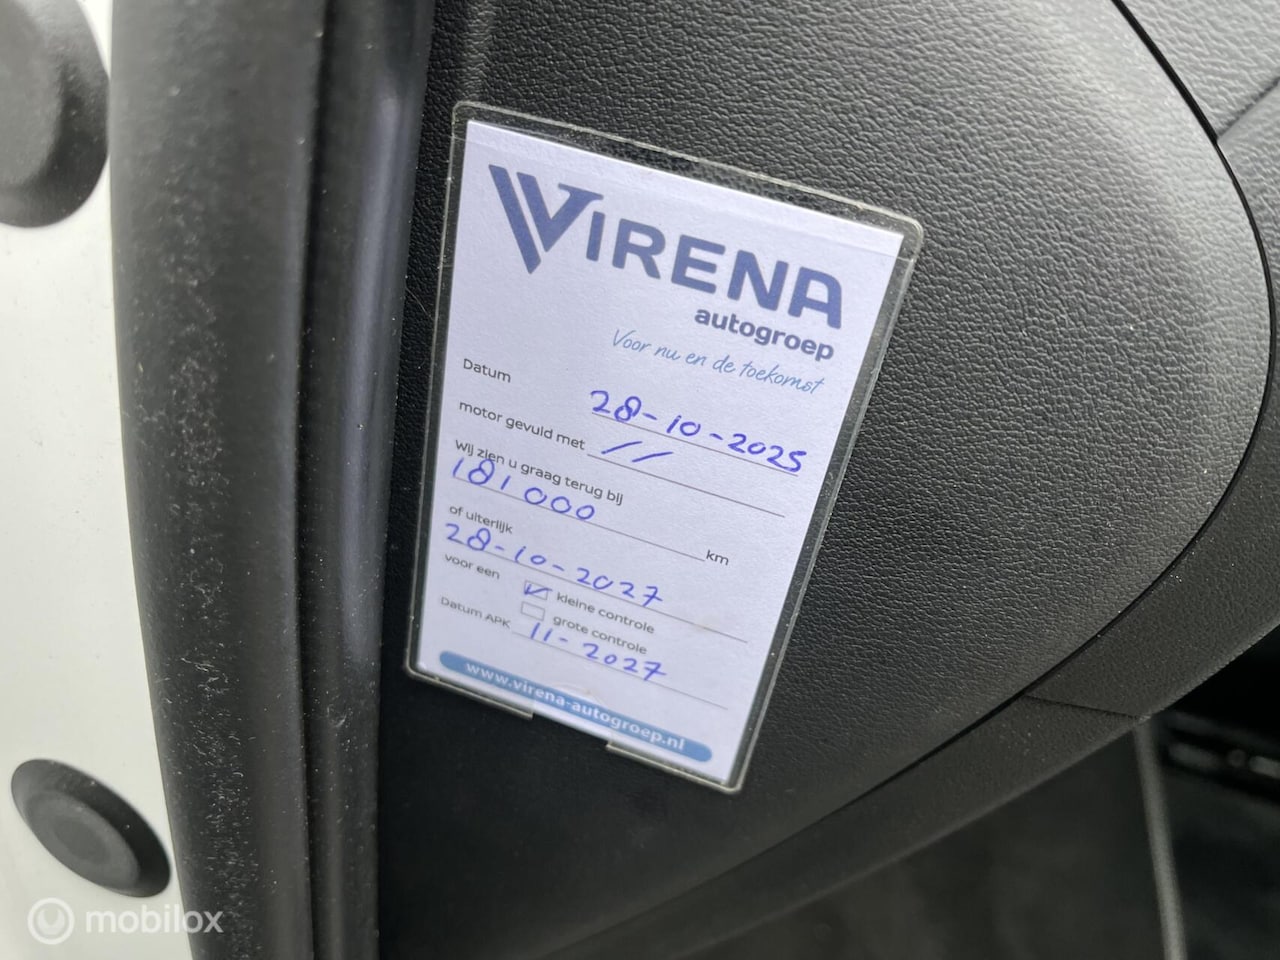 VIRENA
autogroep
Voor nu en de toekomst
Datum 28-10-2025
motor gevuld met //
Wij zien u graag terug bij
181000 km
of uiterlijk
28-10-2027
voor een kleine controle
grote controle
Datum APK 11-2027
www.virena-autogroep.nl
mobilox